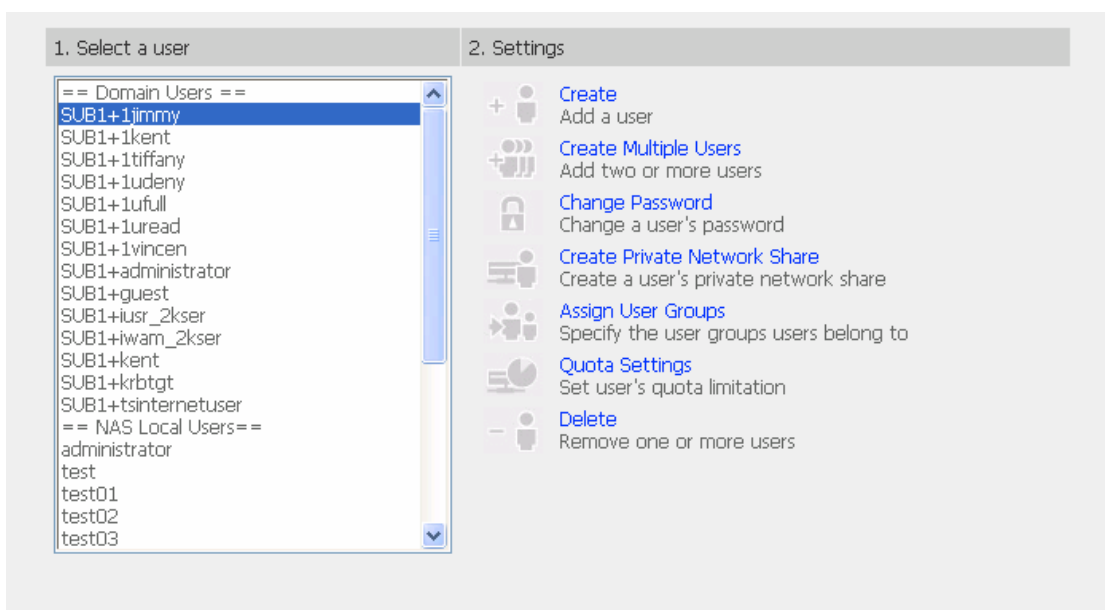 1. Select a user
== Domain Users ==
SUB1+1jimmy
SUB1+1kent
SUB1+1tiffany
SUB1+1udeny
SUB1+1ufull
SUB1+1uread
SUB1+1vincen
SUB1+administrator
SUB1+guest
SUB1+iusr_2kser
SUB1+iwam_2kser
SUB1+kent
SUB1+krbtgt
SUB1+tsinternetuser
== NAS Local Users==
administrator
test
test01
test02
test03
2. Settings
Create
Add a user
Create Multiple Users
Add two or more users
Change Password
Change a user's password
Create Private Network Share
Create a user's private network share
Assign User Groups
Specify the user groups users belong to
Quota Settings
Set user's quota limitation
Delete
Remove one or more users